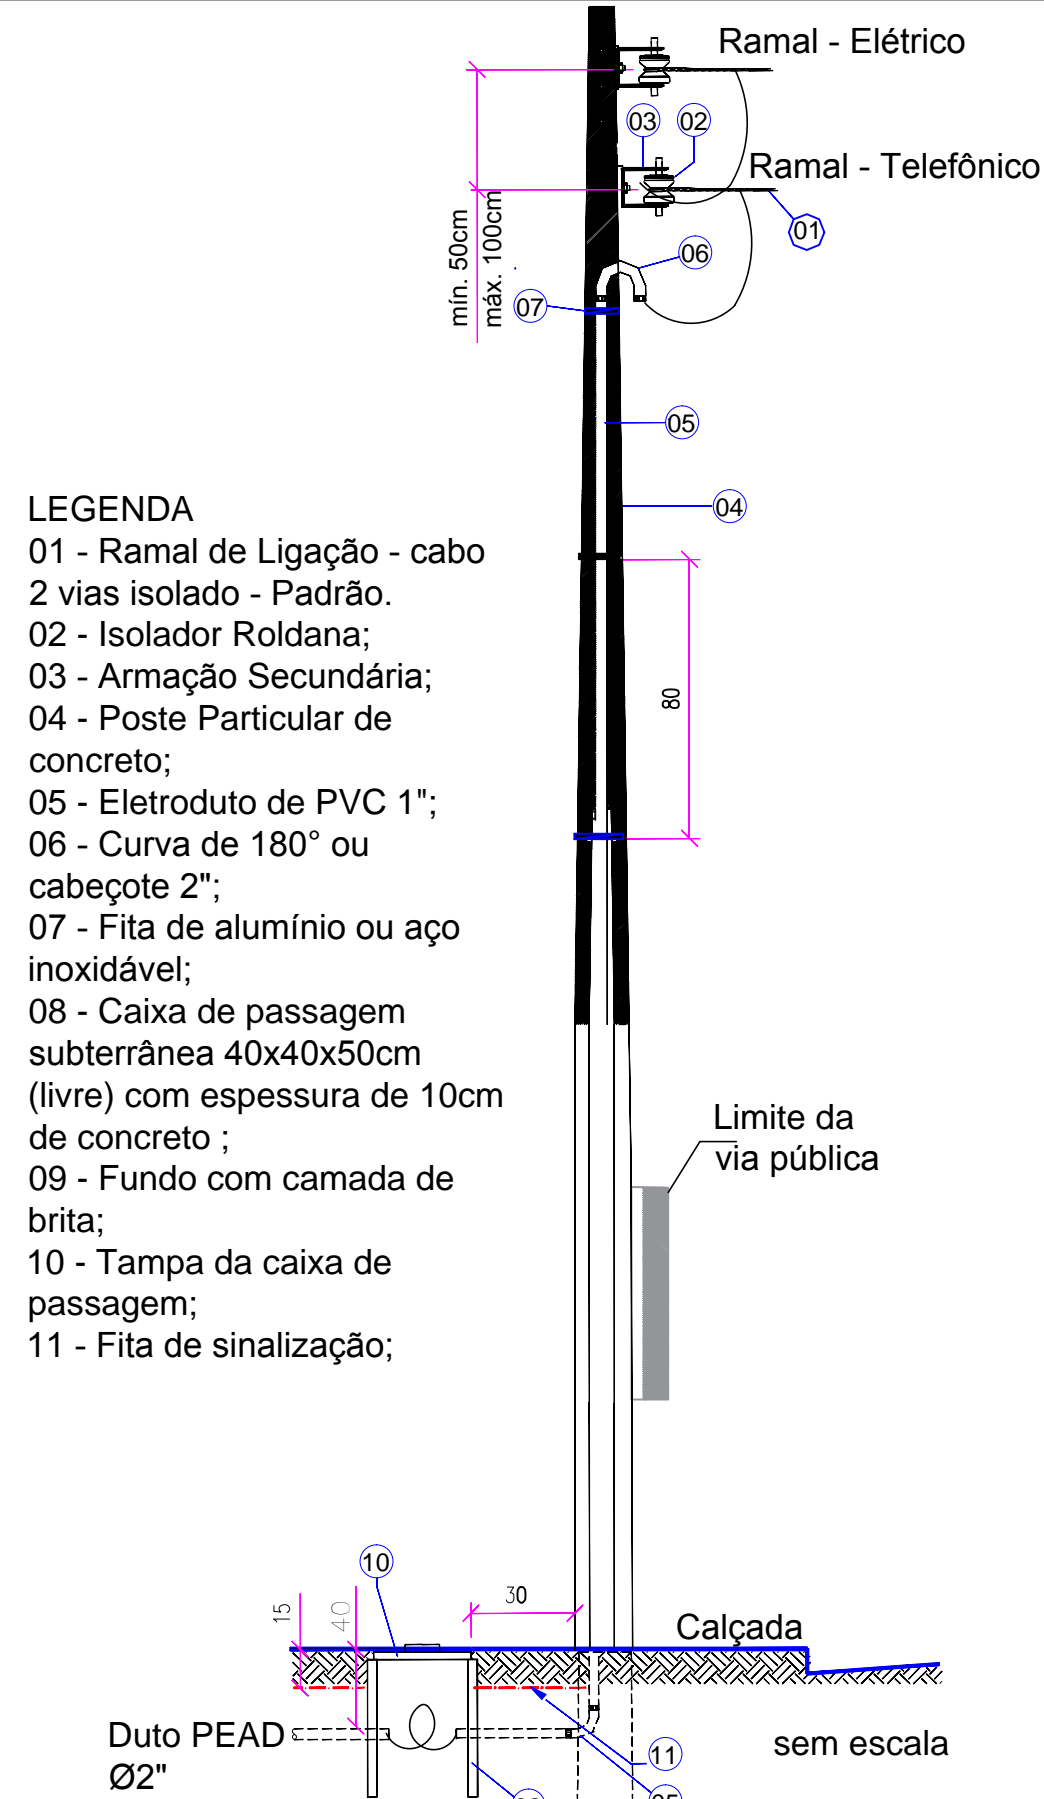 Ramal - Elétrico
03
02
Ramal - Telefônico
01
mín. 50cm
máx. 100cm
06
07
05
04
LEGENDA
01 - Ramal de Ligação - cabo
2 vias isolado - Padrão.
02 - Isolador Roldana;
03 - Armação Secundária;
04 - Poste Particular de
concreto;
05 - Eletroduto de PVC 1";
06 - Curva de 180° ou
cabeçote 2";
07 - Fita de alumínio ou aço
inoxidável;
08 - Caixa de passagem
subterrânea 40x40x50cm
(livre) com espessura de 10cm
de concreto ;
09 - Fundo com camada de
brita;
10 - Tampa da caixa de
passagem;
11 - Fita de sinalização;
80
Limite da
via pública
10
15
40
30
Calçada
Duto PEAD
Ø2"
11
sem escala
05